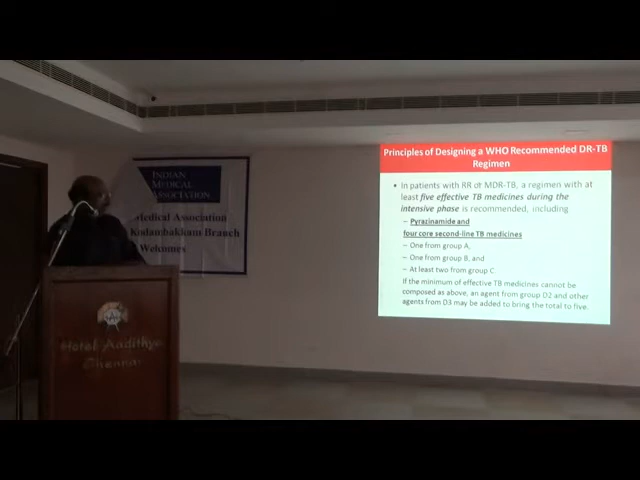 INDIAN
MEDICAL
ASSOCIATION
Medical Association
Kodambakkam Branch
Welcomes
Hotel Aadithya
Chennai
Principles of Designing a WHO Recommended DR-TB
Regimen
• In patients with RR or MDR-TB, a regimen with at
least five effective TB medicines during the
intensive phase is recommended, including
– Pyrazinamide and
four core second-line TB medicines
– One from group A,
– One from group B, and
– At least two from group C
If the minimum of effective TB medicines cannot be
composed as above, an agent from group D2 and other
agents from D3 may be added to bring the total to five.